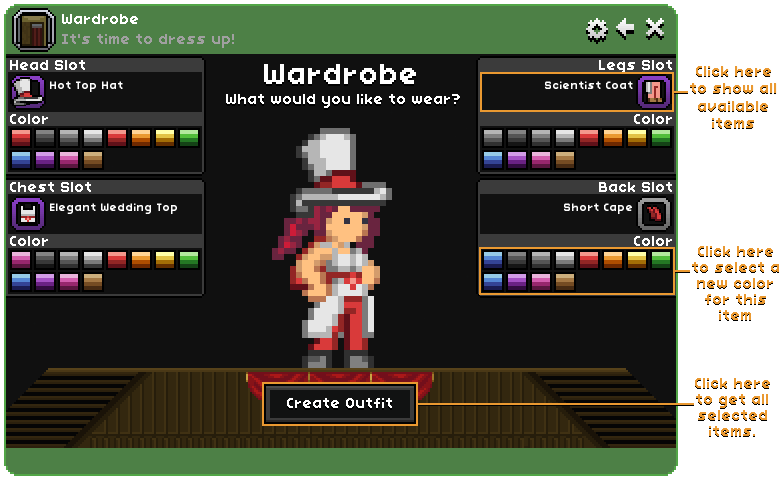 Wardrobe
It's time to dress up!
Head Slot
Hot Top Hat
Color
Chest Slot
Elegant Wedding Top
Color
Wardrobe
What would you like to wear?
Legs Slot
Scientist Coat
Color
Back Slot
Short Cape
Color
Create Outfit
Click here
to show all
available
items
Click here
to select a
new color
for this
item
Click here
to get all
selected
items.